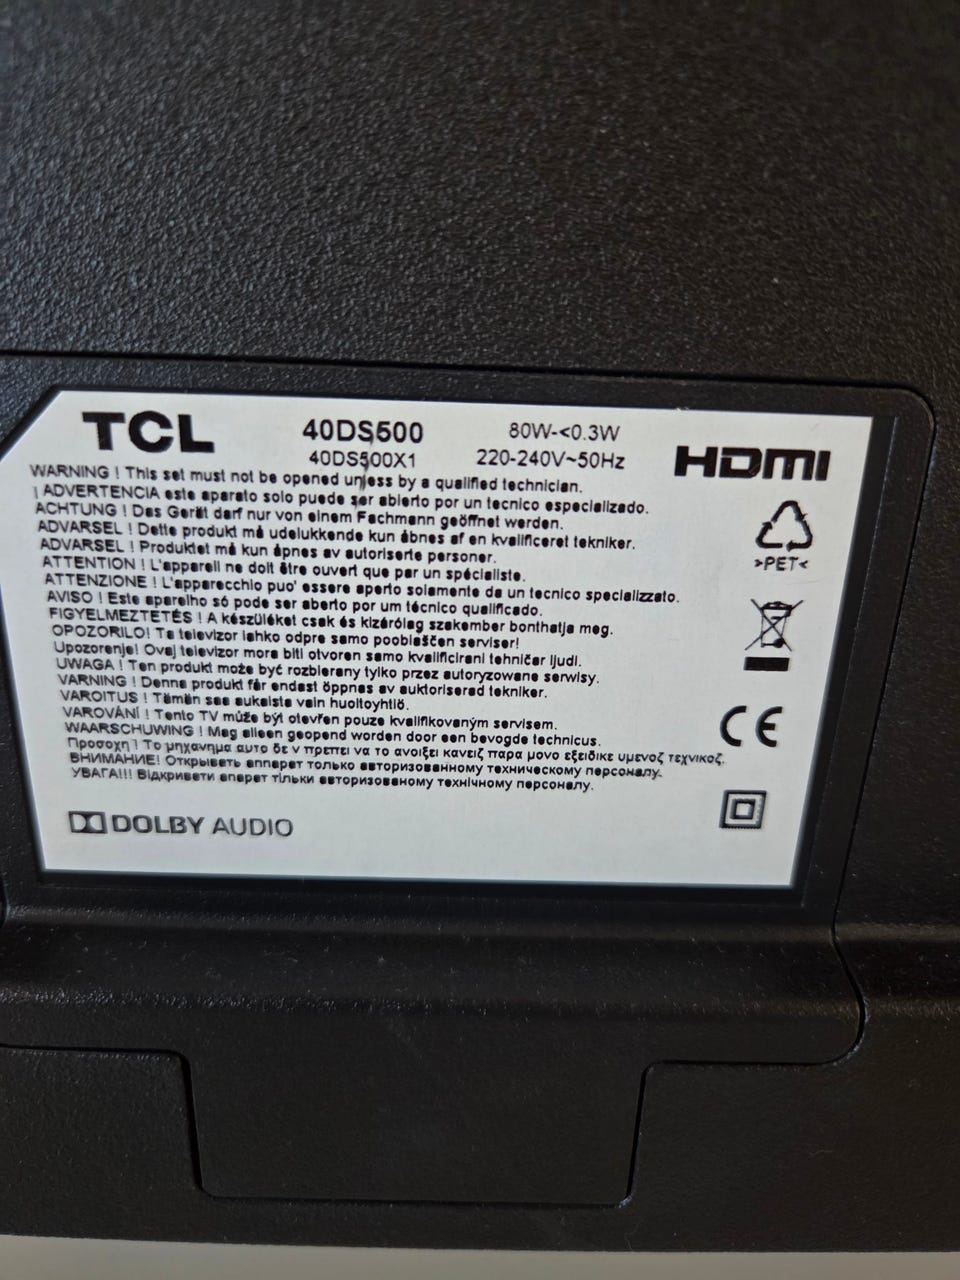 TCL
40DS500
40DS500X1
80W-<0.3W
220-240V~50Hz
HDMI
WARNING ! This set must not be opened unless by a qualified technician.
¡ ADVERTENCIA este aparato solo puede ser abierto por un tecnico especializado.
ACHTUNG ! Das Gerät darf nur von einem Fachmann geöffnet werden.
ADVARSEL ! Dette produkt må udelukkende kun åbnes af en kvalificeret tekniker.
ADVARSEL ! Produktet må kun åpnes av autoriserte personer.
ATTENTION ! L'appareil ne doit être ouvert que par un spécialiste.
ATTENZIONE ! L'apparecchio puo' essere aperto solamente da un tecnico specializzato.
AVISO ! Este aparelho só pode ser aberto por um técnico qualificado.
FIGYELMEZTETÉS ! A készüléket csak és kizárólag szakember bonthatja meg.
OPOZORILO! Ta televizor lahko odpre samo pooblaščen serviser!
Upozorenje! Ovaj televizor mora biti otvoren samo kvalificirani tehničar ljudi.
UWAGA ! Ten produkt może być rozbierany tylko przez autoryzowane serwisy.
VARNING ! Denna produkt får endast öppnas av auktoriserad tekniker.
VAROITUS ! Tämän saa aukaista vain huoltoyhtiö.
VAROVÁNÍ ! Tento TV může být otevřen pouze kvalifikovaným servisem.
WAARSCHUWING ! Mag alleen geopend worden door een bevogde technicus.
Προσοχη ! Το μηχανημα αυτο δε ν πρεπει να το ανοιξει κανειζ παρα μονο εξειδικε υμενοζ τεχνικοζ.
ВНИМАНИЕ! Открывать аппарат только авторизованному техническому персоналу.
УВАГА!!! Відкривати апарат тільки авторизованому технічному персоналу.
>PET<
CE
DOLBY AUDIO